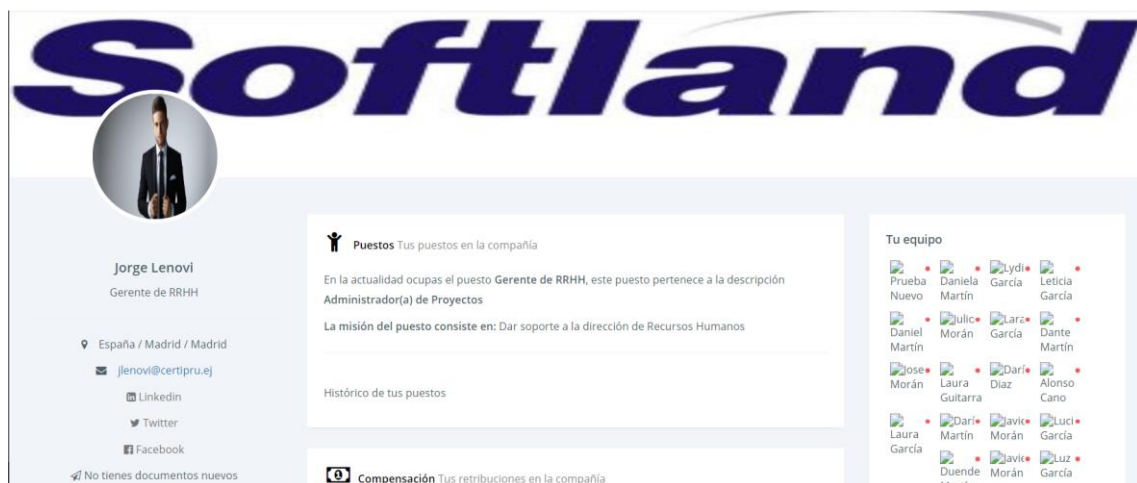 Softland
Jorge Lenovi
Gerente de RRHH
España / Madrid / Madrid
jlenovi@certipru.ej
Linkedin
Twitter
Facebook
No tienes documentos nuevos
Puestos Tus puestos en la compañía
En la actualidad ocupas el puesto Gerente de RRHH, este puesto pertenece a la descripción
Administrador(a) de Proyectos
La misión del puesto consiste en: Dar soporte a la dirección de Recursos Humanos
Histórico de tus puestos
Compensación Tus retribuciones en la compañía
Tu equipo
Prueba Daniela García Leticia
Nuevo Martín García
Daniel Morán García Dante
Martín Martín
Jose Darí
Morán Laura Diaz Alonso
Guitarra Cano
Laura Martín Morán García
García
Duende Morán García